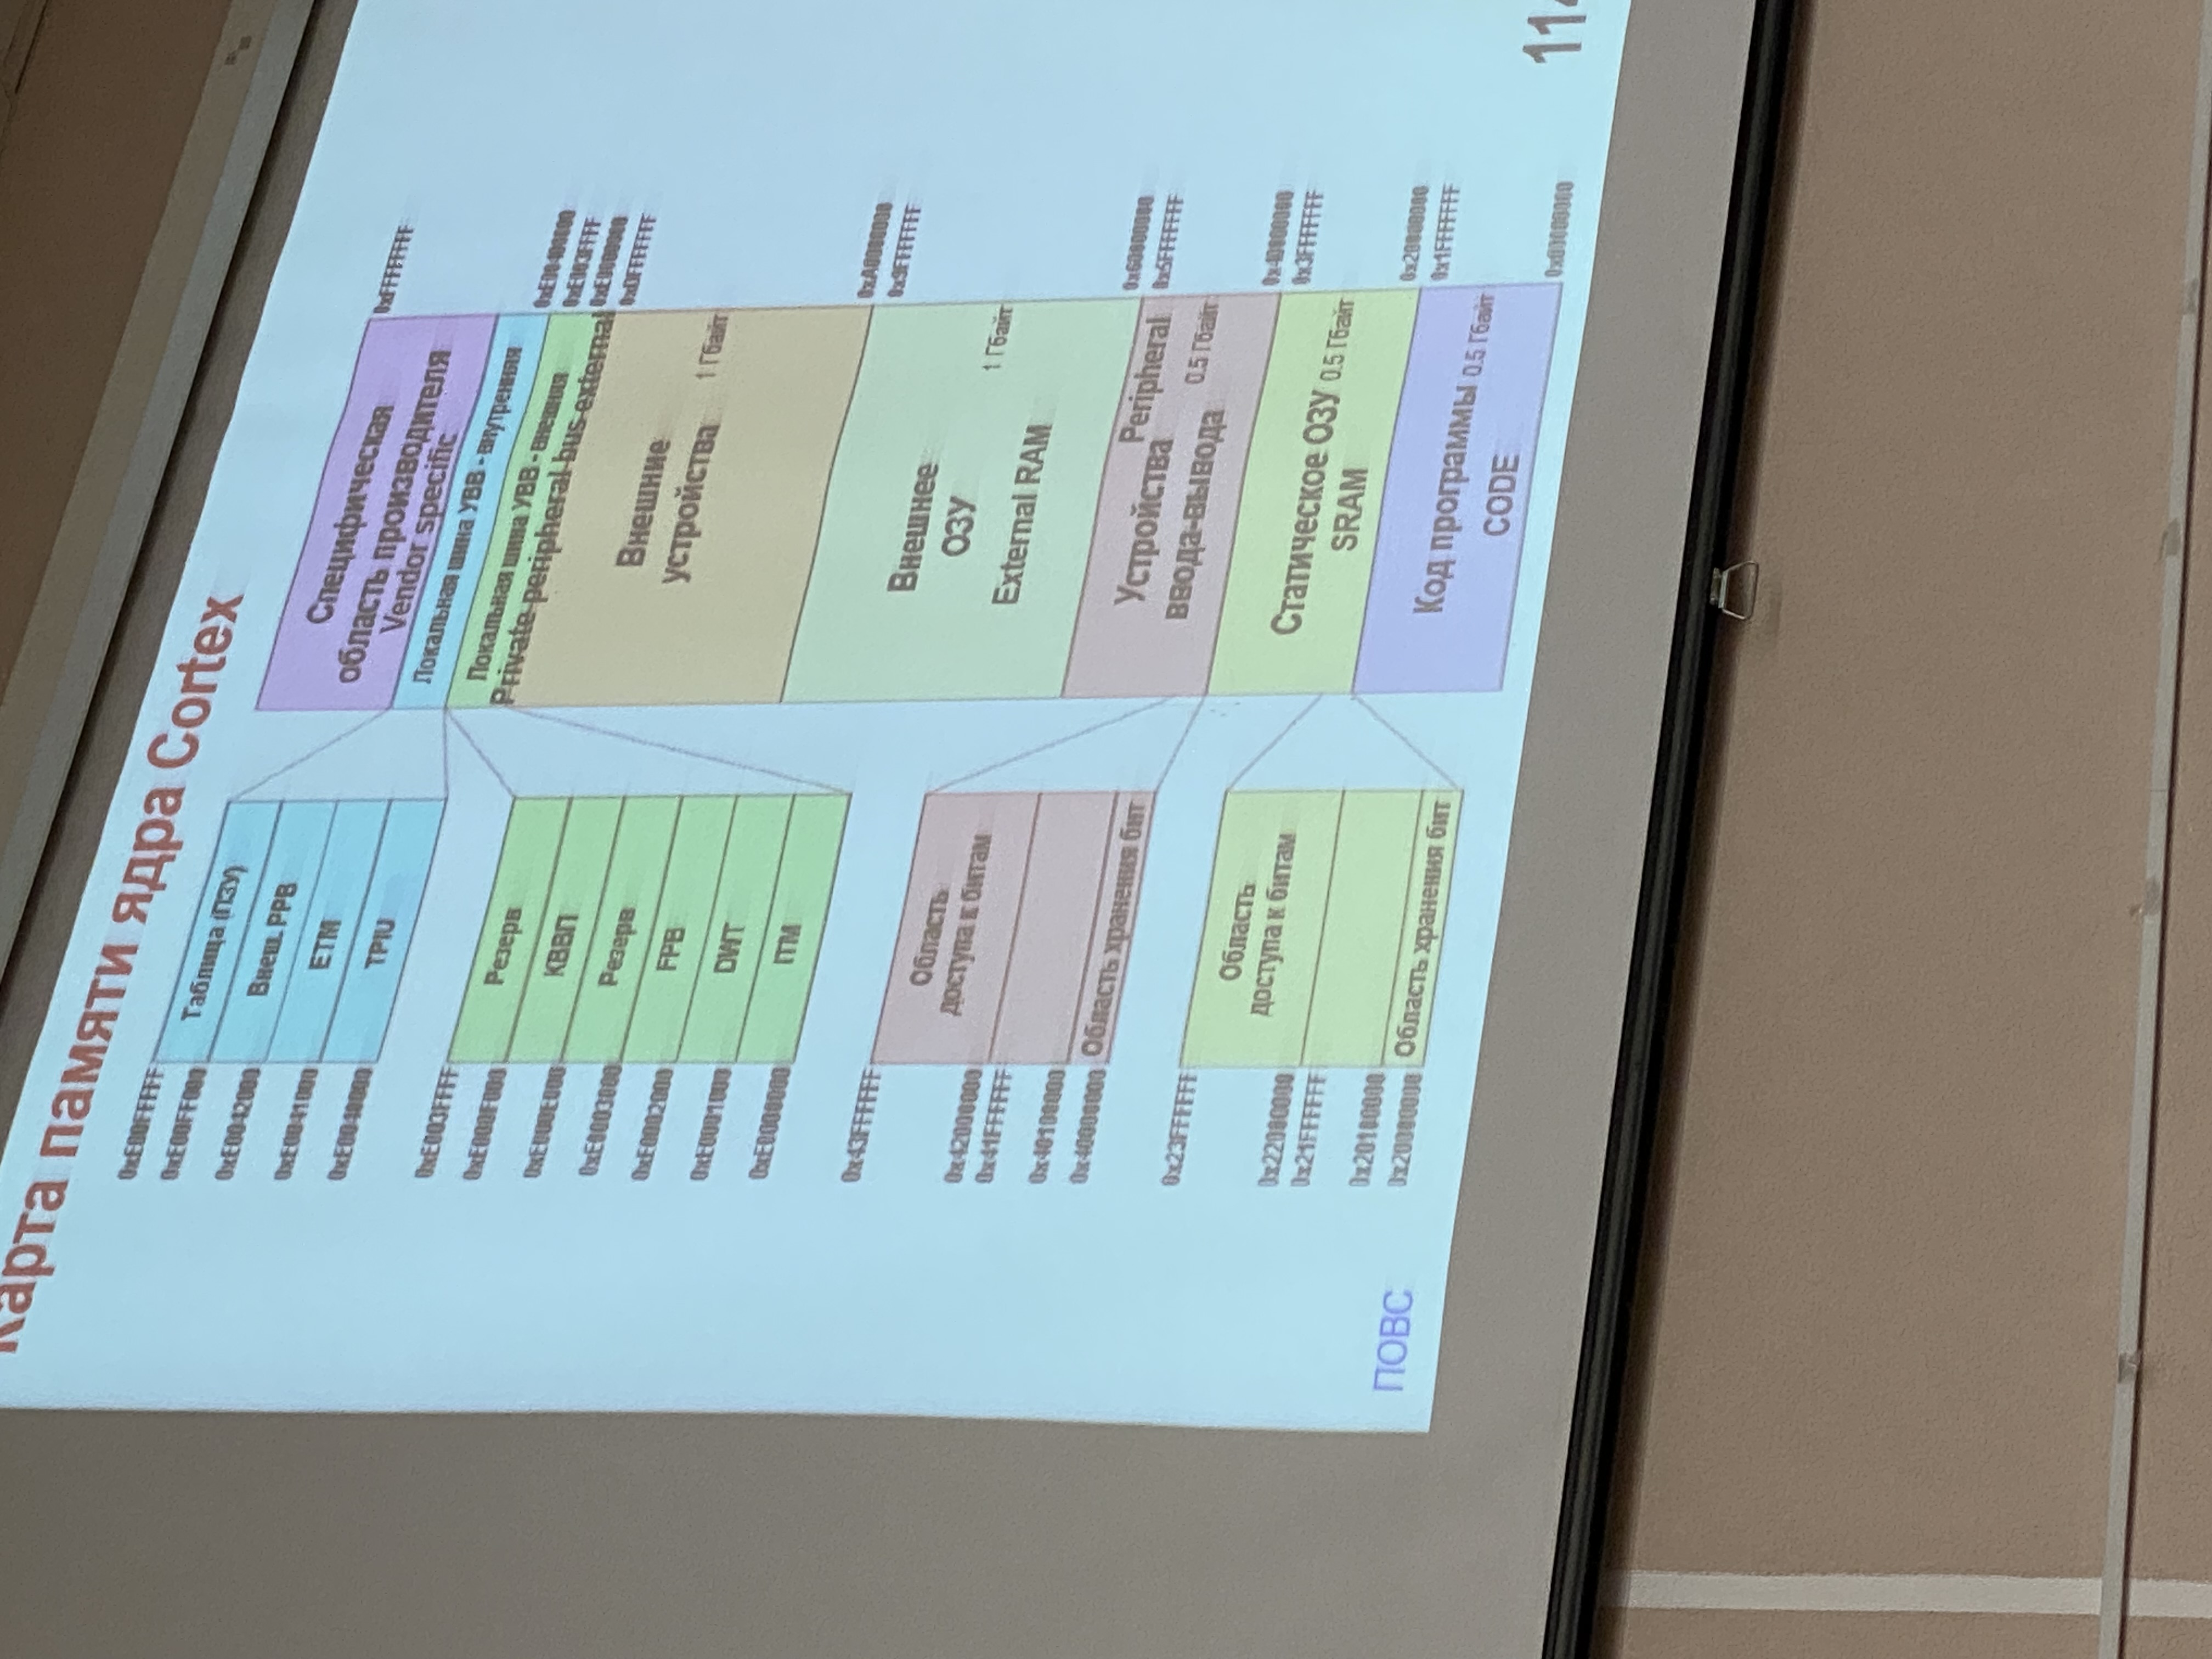 Карта памяти ядра Cortex
0xE00FFFFF
0xE00FF000
0xE0042000
0xE0041000
0xE0040000
Таблица (ПЗУ)
Внеш. PPB
ETM
TPIU
0xE003FFFF
0xE000F000
0xE000E000
0xE0003000
0xE0002000
0xE0001000
0xE0000000
Резерв
КВВП
Резерв
FPB
DWT
ITM
0x43FFFFFF
0x42000000
0x41FFFFFF
0x40100000
0x40000000
Область
доступа к битам
Область хранения бит
0x23FFFFFF
0x22000000
0x21FFFFFF
0x20100000
0x20000000
Область
доступа к битам
Область хранения бит
Специфическая
область производителя
Vendor specific
Локальная шина УВВ - внутренняя
Локальная шина УВВ - внешняя
Private peripheral bus external
Внешние
устройства 1 Гбайт
Внешнее
ОЗУ
1 Гбайт
External RAM
Peripheral
Устройства
ввода-вывода 0.5 Гбайт
Статическое ОЗУ 0.5 Гбайт
SRAM
Код программы 0.5 Гбайт
CODE
0xFFFFFFFF
0xE0040000
0xE003FFFF
0xE0000000
0xDFFFFFFF
0xA0000000
0x9FFFFFFF
0x60000000
0x5FFFFFFF
0x40000000
0x3FFFFFFF
0x20000000
0x1FFFFFFF
0x00000000
ПОВС
114